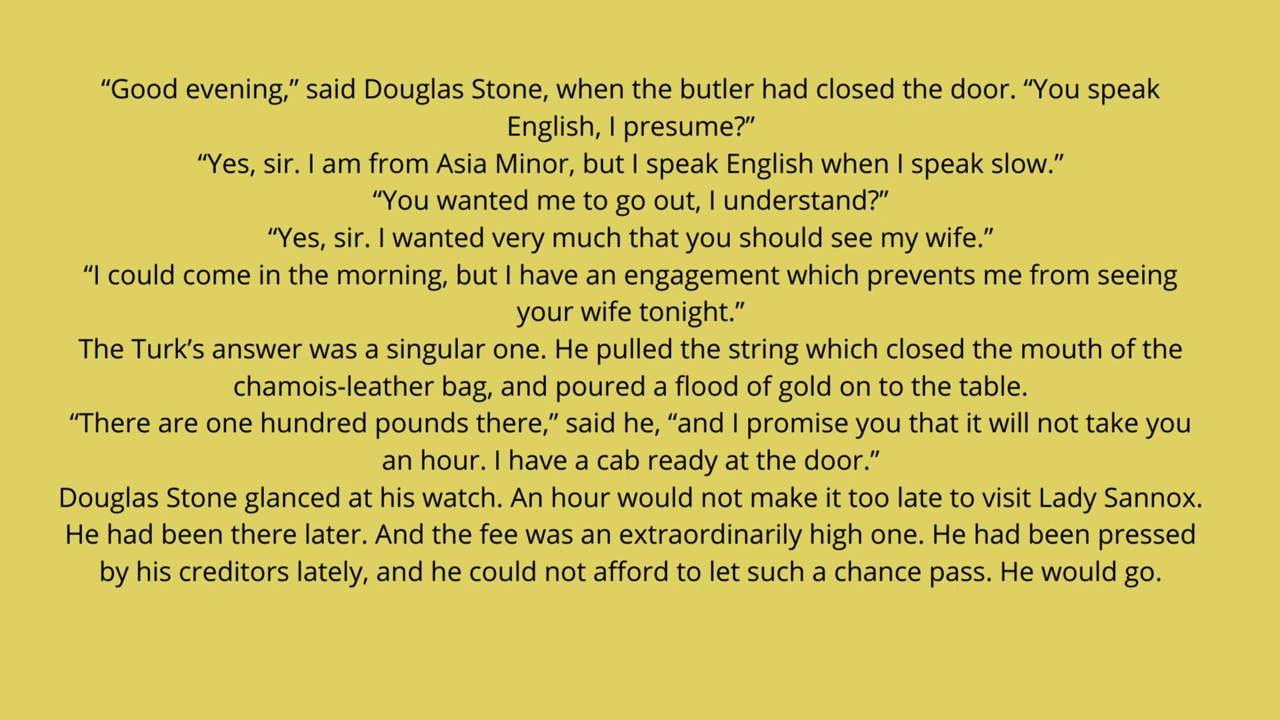 “Good evening,” said Douglas Stone, when the butler had closed the door. “You speak
English, I presume?”
“Yes, sir. I am from Asia Minor, but I speak English when I speak slow.”
“You wanted me to go out, I understand?”
“Yes, sir. I wanted very much that you should see my wife.”
“I could come in the morning, but I have an engagement which prevents me from seeing
your wife tonight.”
The Turk’s answer was a singular one. He pulled the string which closed the mouth of the
chamois-leather bag, and poured a flood of gold on to the table.
“There are one hundred pounds there,” said he, “and I promise you that it will not take you
an hour. I have a cab ready at the door.”
Douglas Stone glanced at his watch. An hour would not make it too late to visit Lady Sannox.
He had been there later. And the fee was an extraordinarily high one. He had been pressed
by his creditors lately, and he could not afford to let such a chance pass. He would go.